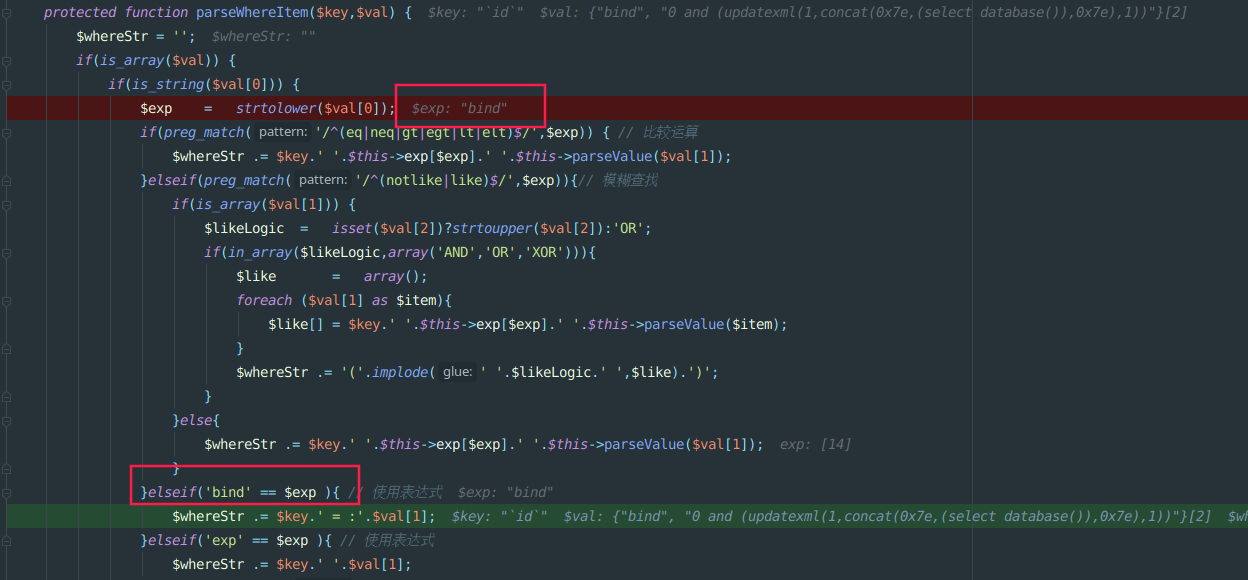 protected function parseWhereItem($key,$val) {  $key: "`id`"  $val: {"bind", "0 and (updatexml(1,concat(0x7e,(select database()),0x7e),1))"}[2]
$whereStr = '';  $whereStr: ""
if(is_array($val)) {
if(is_string($val[0])) {
$exp   =   strtolower($val[0]);  $exp: "bind"
if(preg_match( pattern: '/^(eq|neq|gt|egt|lt|elt)$/',$exp)) { // 比较运算
$whereStr .= $key.' '.$this->exp[$exp].' '.$this->parseValue($val[1]);
}elseif(preg_match( pattern: '/^(notlike|like)$/',$exp)){// 模糊查找
if(is_array($val[1])) {
$likeLogic  =   isset($val[2])?strtoupper($val[2]):'OR';
if(in_array($likeLogic,array('AND','OR','XOR'))){
$like       =   array();
foreach ($val[1] as $item){
$like[] = $key.' '.$this->exp[$exp].' '.$this->parseValue($item);
}
$whereStr .= '('.implode( glue: ' '.$likeLogic.' ',$like).')';
}
}else{
$whereStr .= $key.' '.$this->exp[$exp].' '.$this->parseValue($val[1]);  exp: [14]
}
}elseif('bind' == $exp ){ // 使用表达式  $exp: "bind"
$whereStr .= $key.' = :'.$val[1];  $key: "`id`"  $val: {"bind", "0 and (updatexml(1,concat(0x7e,(select database()),0x7e),1))"}[2]
}elseif('exp' == $exp ){ // 使用表达式
$whereStr .= $key.' '.$val[1];